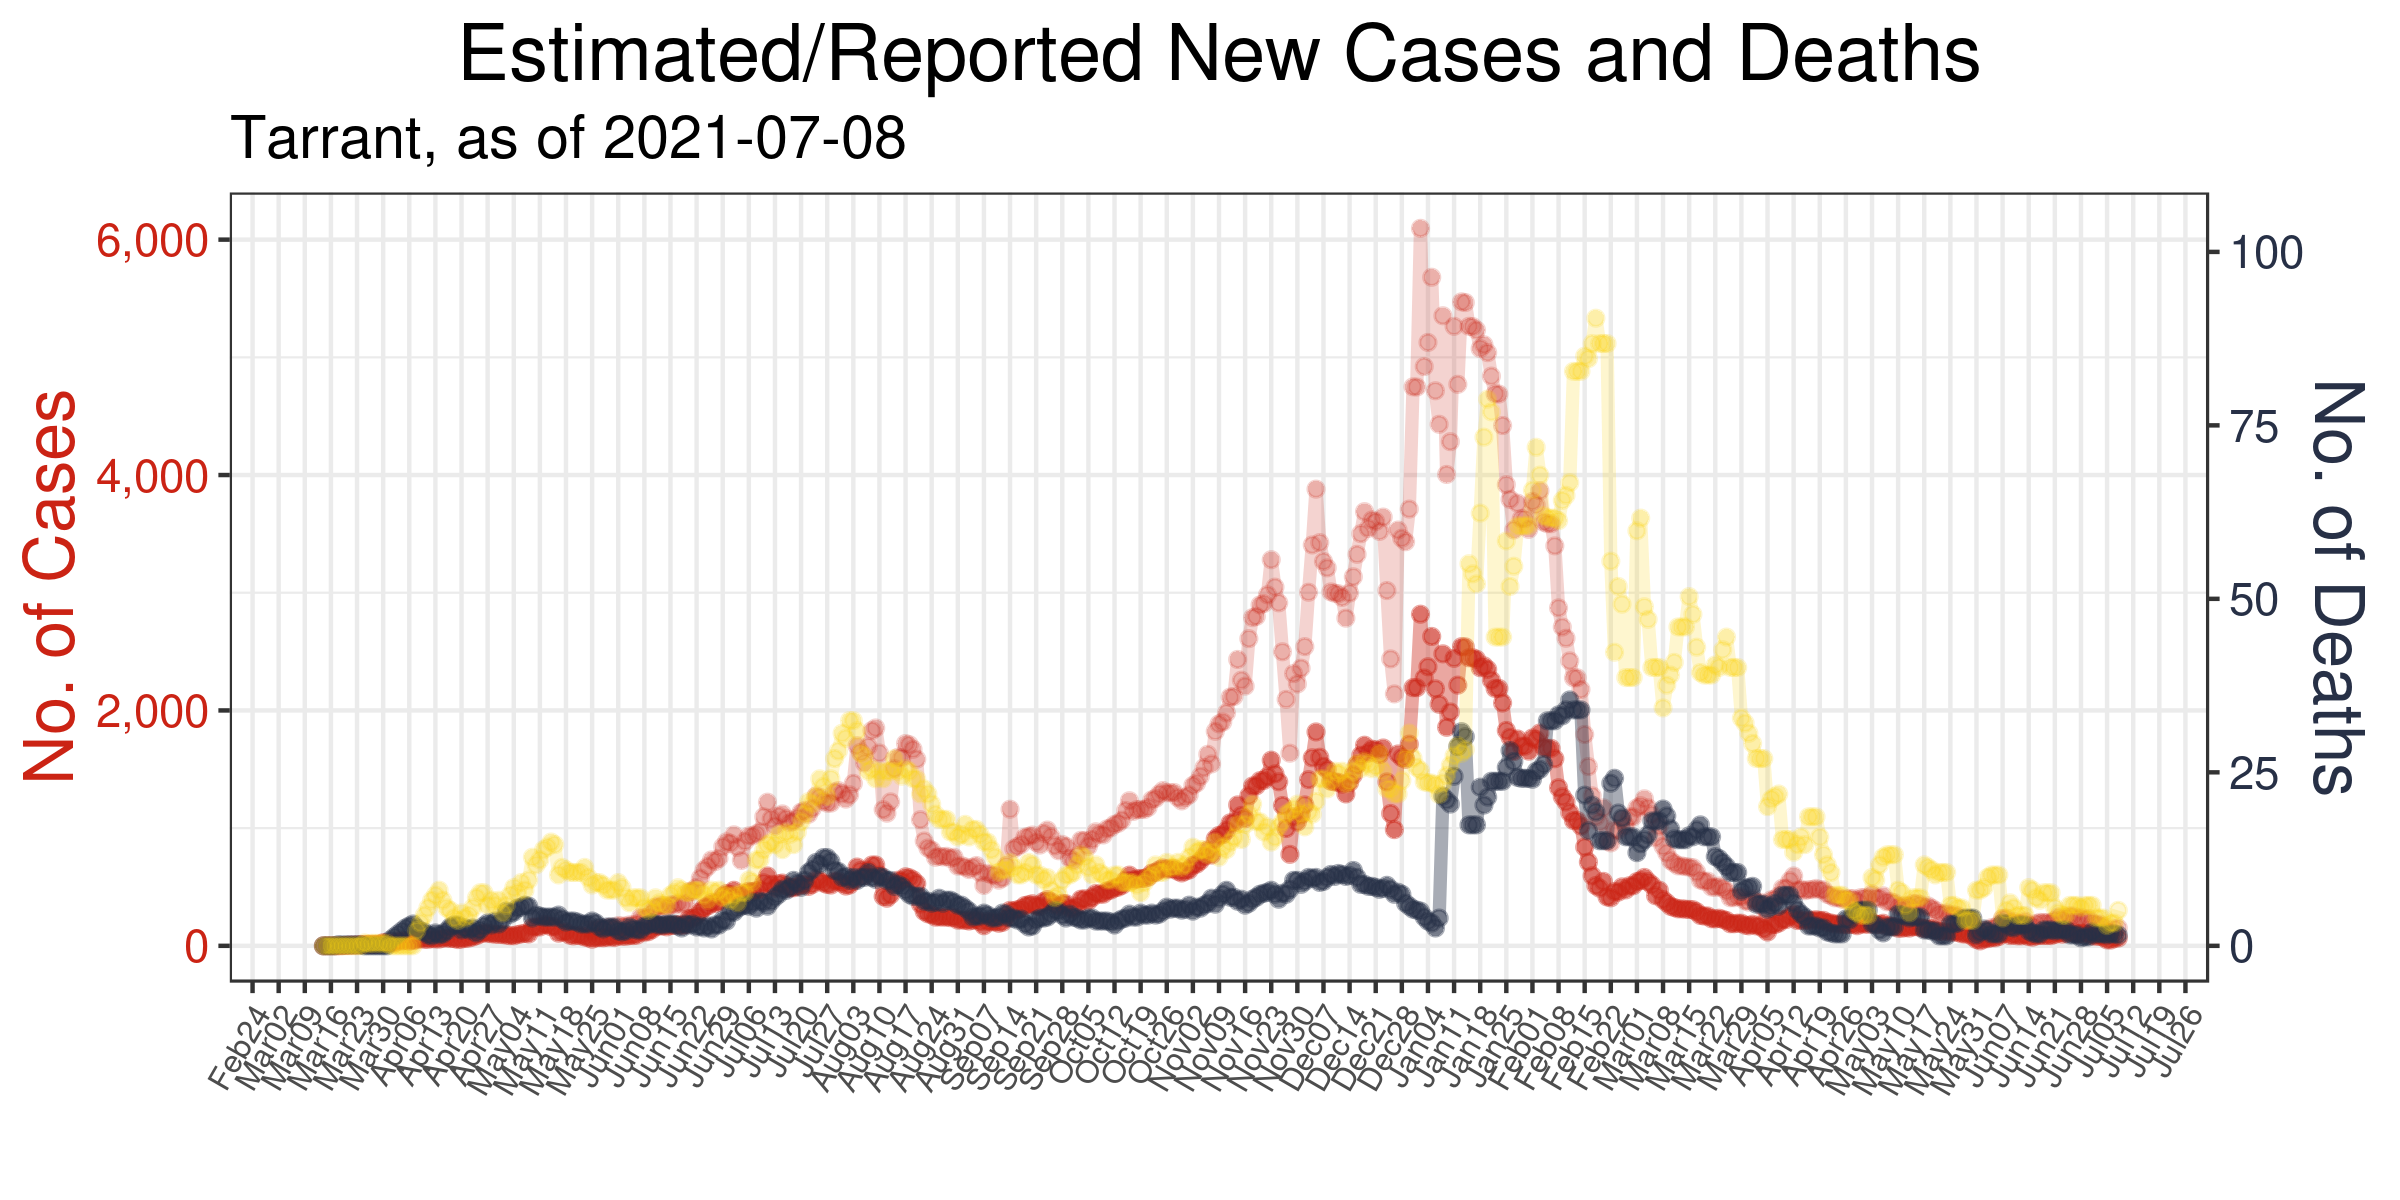 Estimated/Reported New Cases and Deaths
Tarrant, as of 2021-07-08
No. of Cases
6,000
4,000
2,000
0
100
75
50
25
0
No. of Deaths
Feb24
Mar02
Mar09
Mar16
Mar23
Mar30
Apr06
Apr13
Apr20
Apr27
May04
May11
May18
May25
Jun01
Jun08
Jun15
Jun22
Jun29
Jul06
Jul13
Jul20
Jul27
Aug03
Aug10
Aug17
Aug24
Aug31
Sep07
Sep14
Sep21
Sep28
Oct05
Oct12
Oct19
Oct26
Nov02
Nov09
Nov16
Nov23
Nov30
Dec07
Dec14
Dec21
Dec28
Jan04
Jan11
Jan18
Jan25
Feb01
Feb08
Feb15
Feb22
Mar01
Mar08
Mar15
Mar22
Mar29
Apr05
Apr12
Apr19
Apr26
May03
May10
May17
May24
May31
Jun07
Jun14
Jun21
Jun28
Jul05
Jul12
Jul19
Jul26